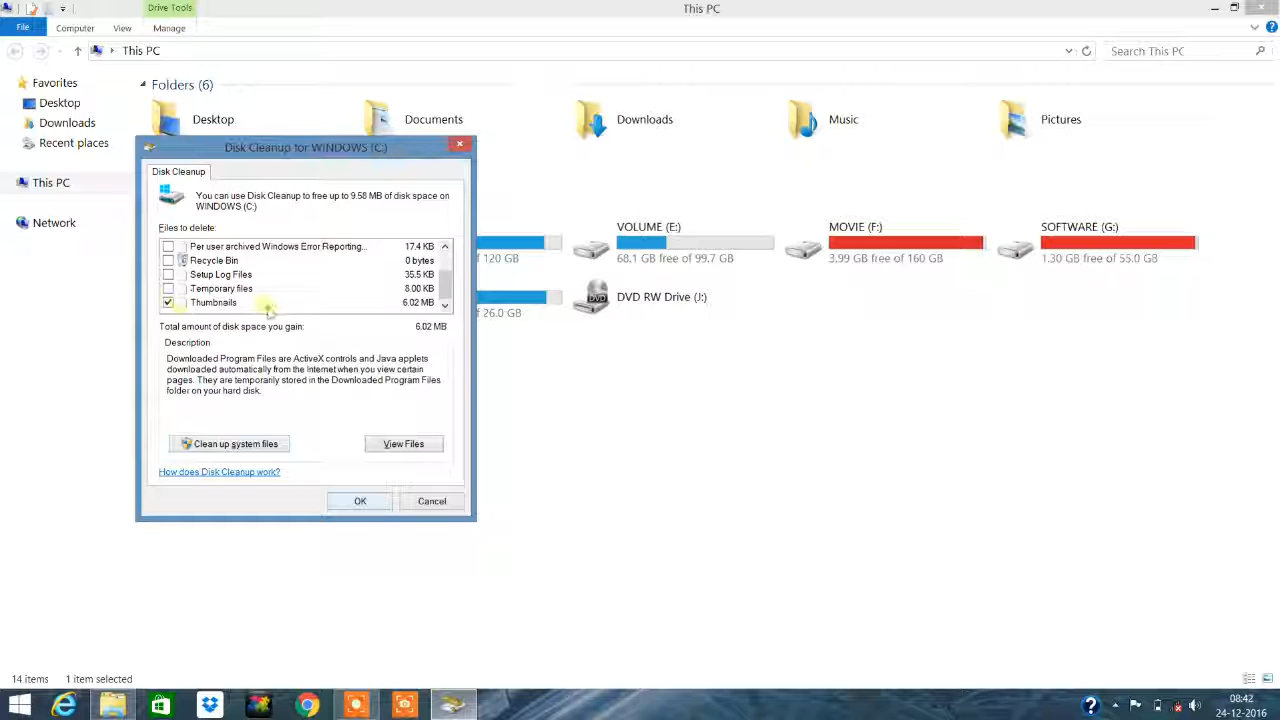 Drive Tools
This PC
File
Computer
View
Manage
This PC
Search This PC
Favorites
Desktop
Downloads
Recent places
This PC
Network
Folders (6)
Desktop
Documents
Downloads
Music
Pictures
of 120 GB
VOLUME (E:)
68.1 GB free of 99.7 GB
MOVIE (F:)
3.99 GB free of 160 GB
SOFTWARE (G:)
1.30 GB free of 55.0 GB
of 26.0 GB
DVD RW Drive (J:)
DVD
Disk Cleanup for WINDOWS (C:)
Disk Cleanup
You can use Disk Cleanup to free up to 9.58 MB of disk space on
WINDOWS (C:)
Files to delete:
Per user archived Windows Error Reporting... 17.4 KB
Recycle Bin 0 bytes
Setup Log Files 35.5 KB
Temporary files 8.00 KB
Thumbnails 6.02 MB
Total amount of disk space you gain: 6.02 MB
Description
Downloaded Program Files are ActiveX controls and Java applets
downloaded automatically from the Internet when you view certain
pages. They are temporarily stored in the Downloaded Program Files
folder on your hard disk.
Clean up system files
View Files
How does Disk Cleanup work?
OK
Cancel
14 items
1 item selected
08:42
24-12-2016